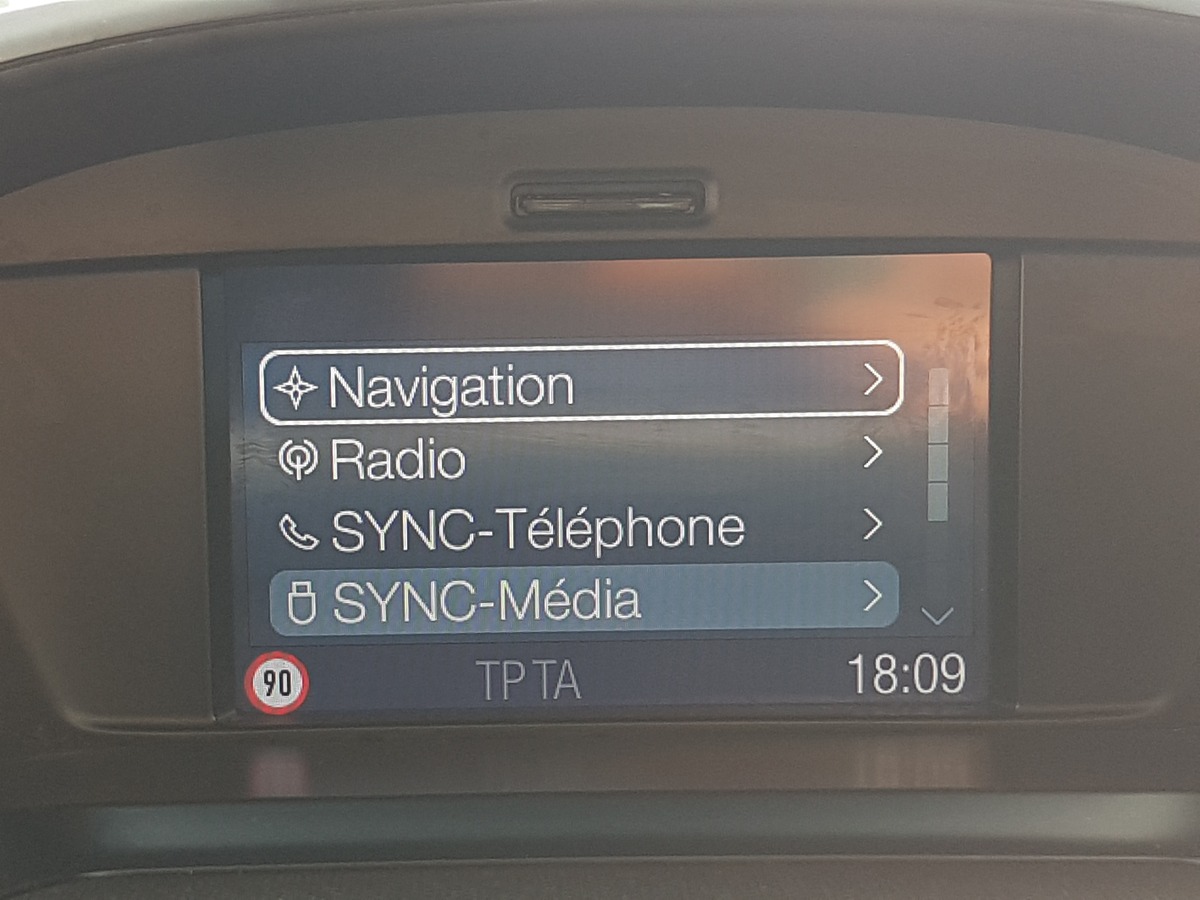 Navigation
Radio
SYNC-Téléphone
SYNC-Média
90 TP TA 18:09